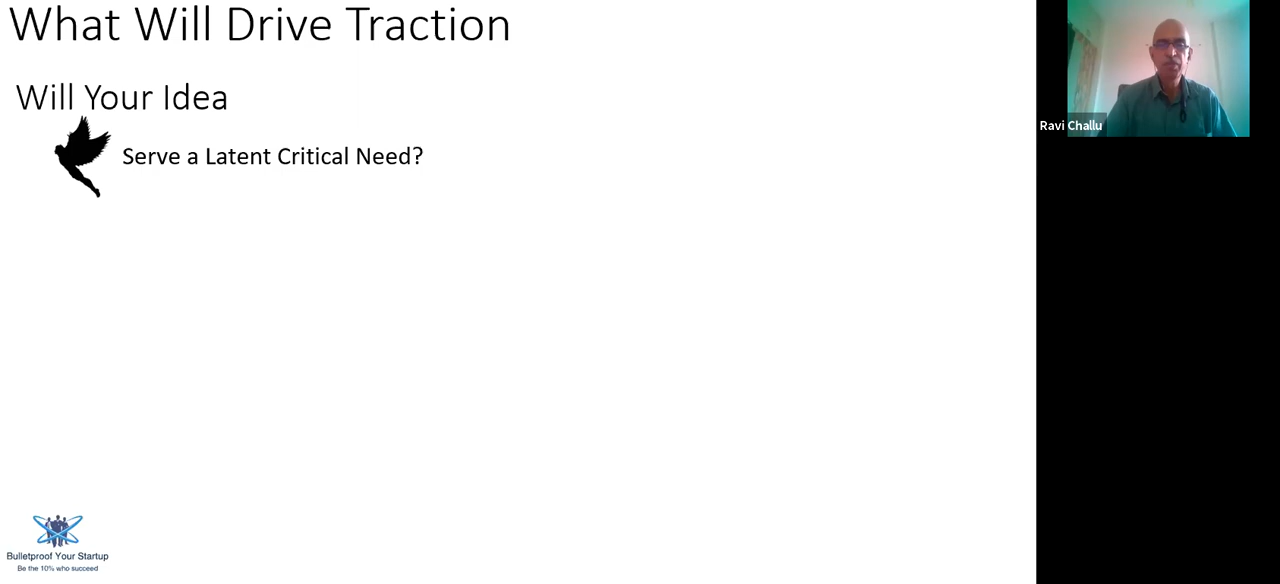 What Will Drive Traction
Will Your Idea
Serve a Latent Critical Need?
Ravi Challu
Bulletproof Your Startup
Be the 10% who succeed